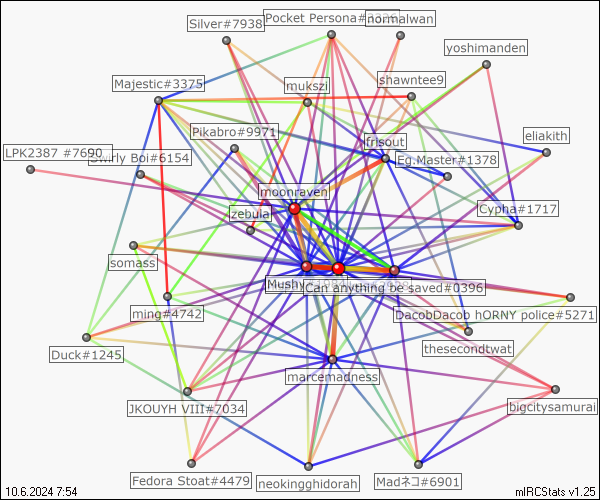 Silver#7938
Pocket Persona#
normalwan
yoshimanden
Majestic#3375
mukszi
shawntee9
Pikabro#9971
frisout
eliakith
LPK2387 #7690
Swirly Boi#6154
Eg.Master#1378
moonraven
zebula
Cypha#1717
somass
Mushy
Can anything be saved#0396
ming#4742
DacobDacob hORNY police#5271
Duck#1245
thesecondtwat
marcemadness
JKOUYH VIII#7034
bigcitysamurai
Fedora Stoat#4479
neokingghidorah
Madネコ#6901
10.6.2024 7:54
mIRCStats v1.25